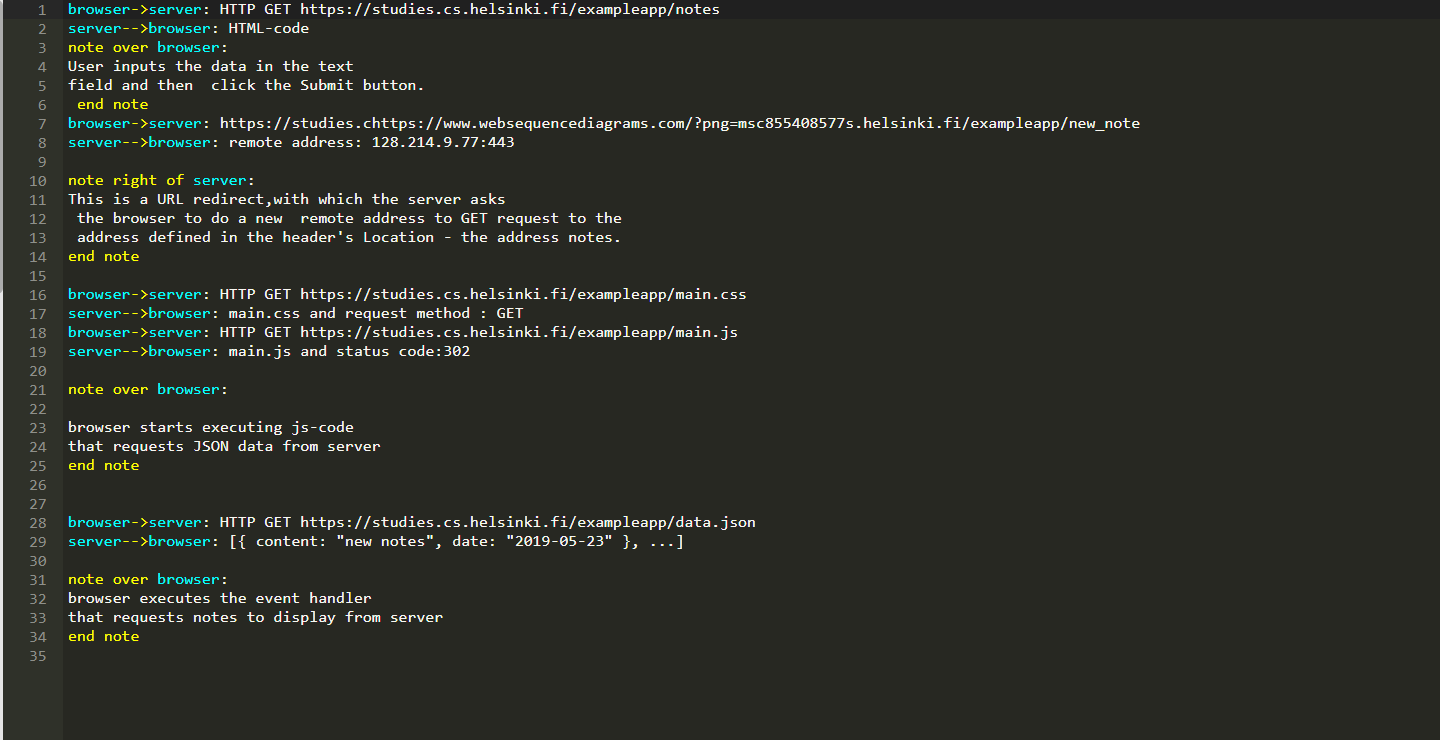 1 browser->server: HTTP GET https://studies.cs.helsinki.fi/exampleapp/notes
2 server-->browser: HTML-code
3 note over browser:
4 User inputs the data in the text
5 field and then  click the Submit button.
6  end note
7 browser->server: https://studies.chttps://www.websequencediagrams.com/?png=msc855408577s.helsinki.fi/exampleapp/new_note
8 server-->browser: remote address: 128.214.9.77:443
9
10 note right of server:
11 This is a URL redirect,with which the server asks
12  the browser to do a new  remote address to GET request to the
13  address defined in the header's Location - the address notes.
14 end note
15
16 browser->server: HTTP GET https://studies.cs.helsinki.fi/exampleapp/main.css
17 server-->browser: main.css and request method : GET
18 browser->server: HTTP GET https://studies.cs.helsinki.fi/exampleapp/main.js
19 server-->browser: main.js and status code:302
20
21 note over browser:
22
23 browser starts executing js-code
24 that requests JSON data from server
25 end note
26
27
28 browser->server: HTTP GET https://studies.cs.helsinki.fi/exampleapp/data.json
29 server-->browser: [{ content: "new notes", date: "2019-05-23" }, ...]
30
31 note over browser:
32 browser executes the event handler
33 that requests notes to display from server
34 end note
35